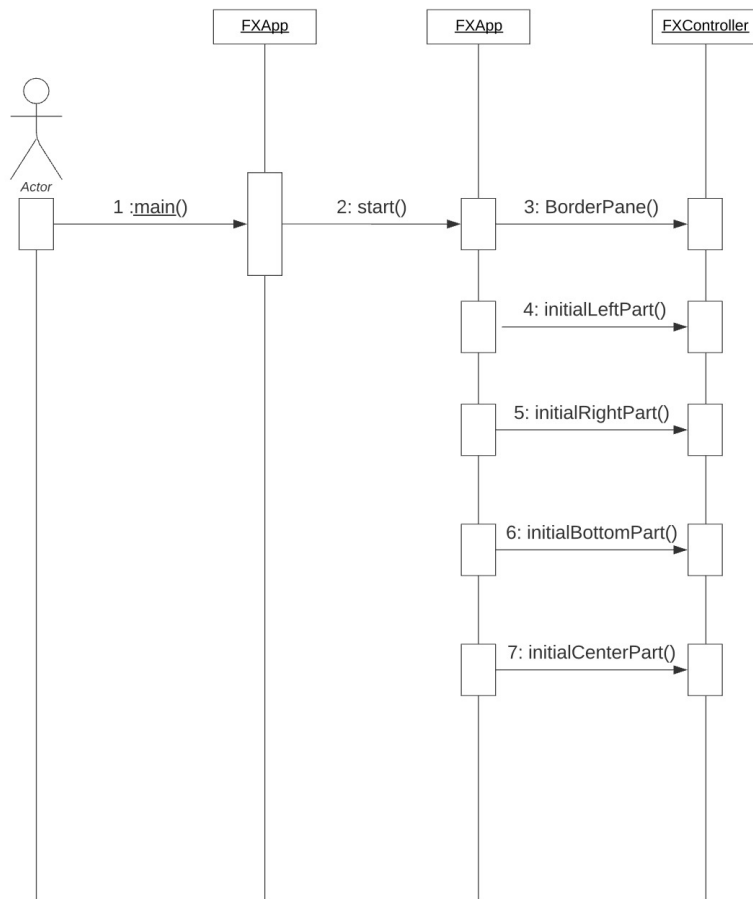 FXApp
FXApp
FXController
Actor
1 :main()
2: start()
3: BorderPane()
4: initialLeftPart()
5: initialRightPart()
6: initialBottomPart()
7: initialCenterPart()